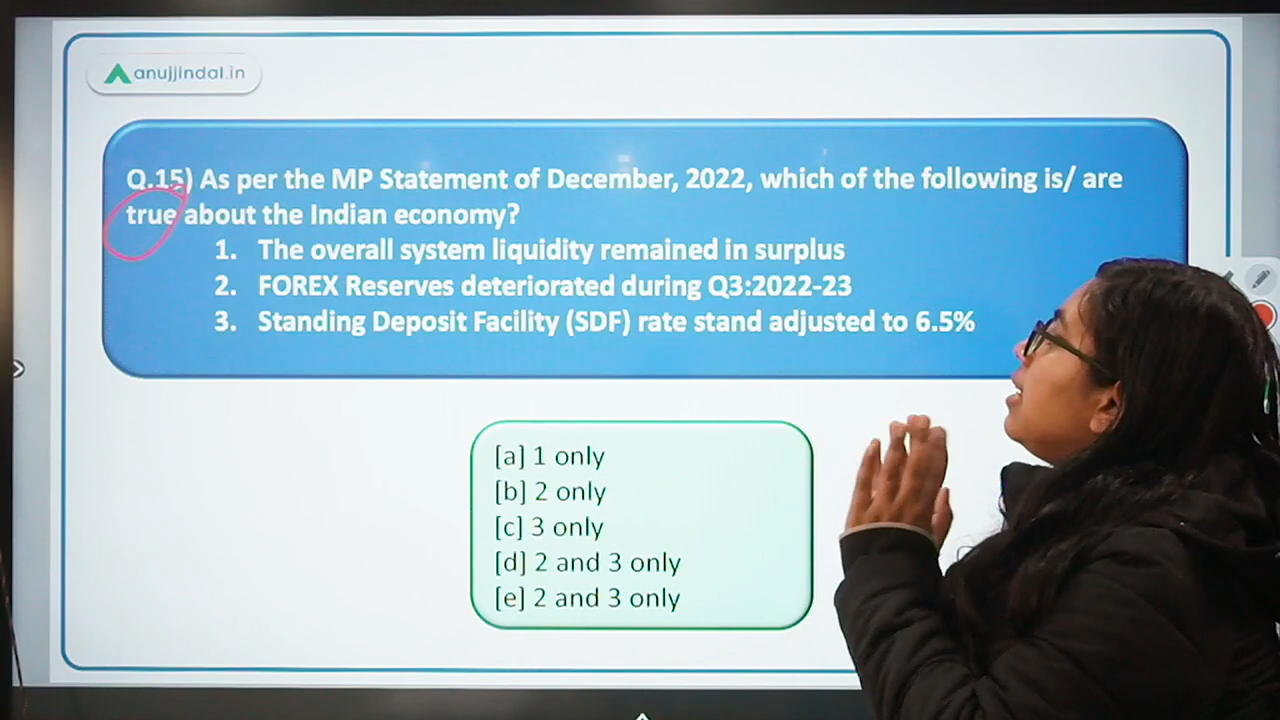 anujjindal.in
Q.15) As per the MP Statement of December, 2022, which of the following is/ are
true about the Indian economy?
1. The overall system liquidity remained in surplus
2. FOREX Reserves deteriorated during Q3:2022-23
3. Standing Deposit Facility (SDF) rate stand adjusted to 6.5%
[a] 1 only
[b] 2 only
[c] 3 only
[d] 2 and 3 only
[e] 2 and 3 only